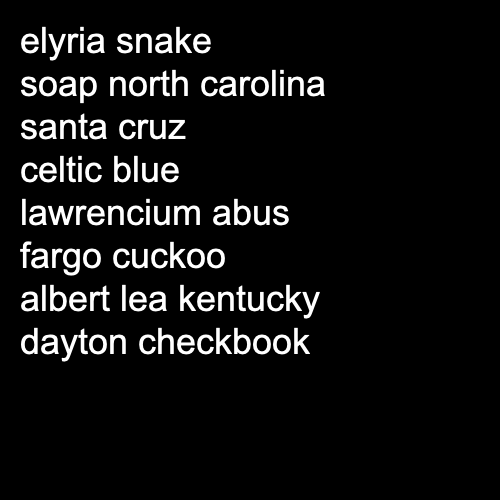 elyria snake
soap north carolina
santa cruz
celtic blue
lawrencium abus
fargo cuckoo
albert lea kentucky
dayton checkbook